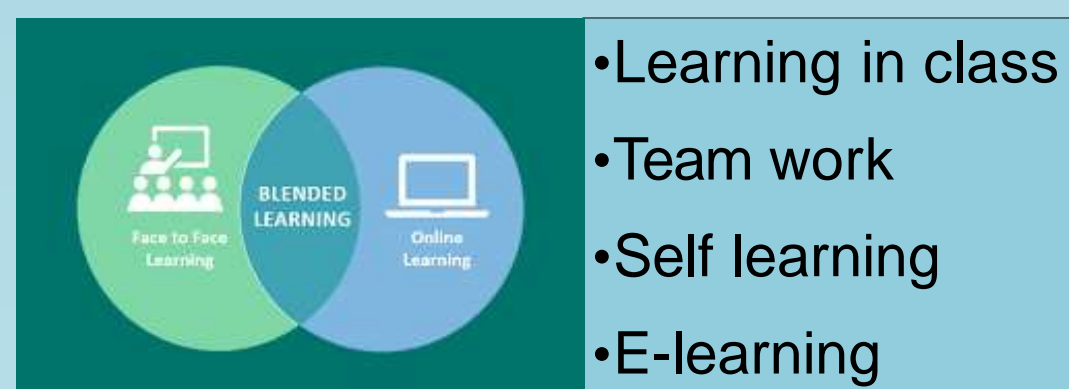 BLENDED
LEARNING
Face to Face
Learning
Online
Learning
•Learning in class
•Team work
•Self learning
•E-learning